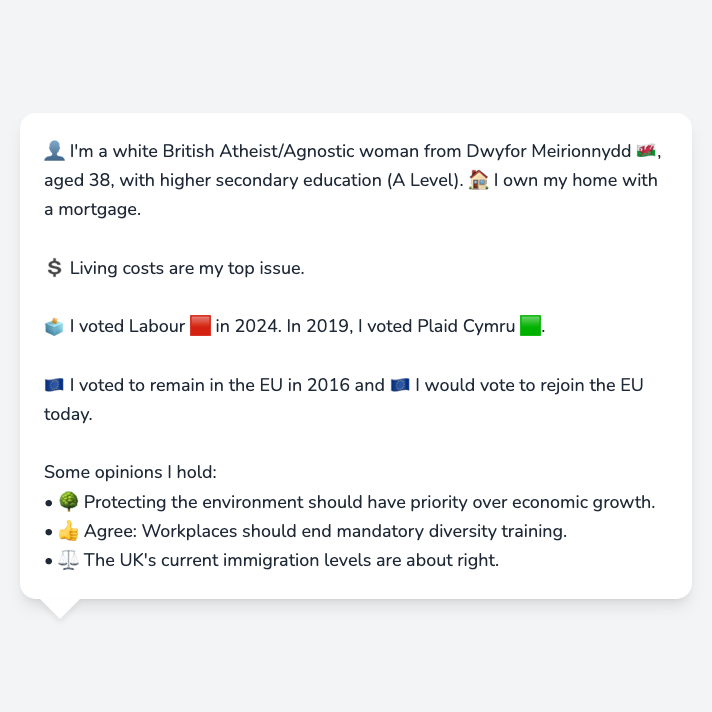 👤 I'm a white British Atheist/Agnostic woman from Dwyfor Meirionnydd 🏴󠁧󠁢󠁷󠁬󠁳󠁿,
aged 38, with higher secondary education (A Level). 🏠 I own my home with
a mortgage.
💲 Living costs are my top issue.
🗳️ I voted Labour 🟥 in 2024. In 2019, I voted Plaid Cymru 🟩.
🇪🇺 I voted to remain in the EU in 2016 and 🇪🇺 I would vote to rejoin the EU
today.
Some opinions I hold:
• 🌳 Protecting the environment should have priority over economic growth.
• 👍 Agree: Workplaces should end mandatory diversity training.
• ⚖️ The UK's current immigration levels are about right.